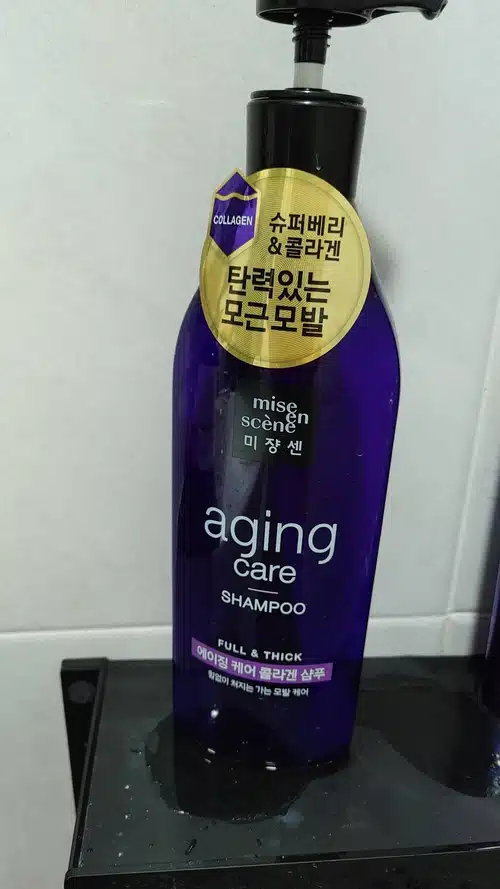 COLLAGEN
슈퍼베리
&콜라겐
탄력있는
모근모발
mise
en
scène
미쟝센
aging
care
SHAMPOO
FULL & THICK
에이징 케어 콜라겐 샴푸
힘없이 처지는 가는 모발 케어